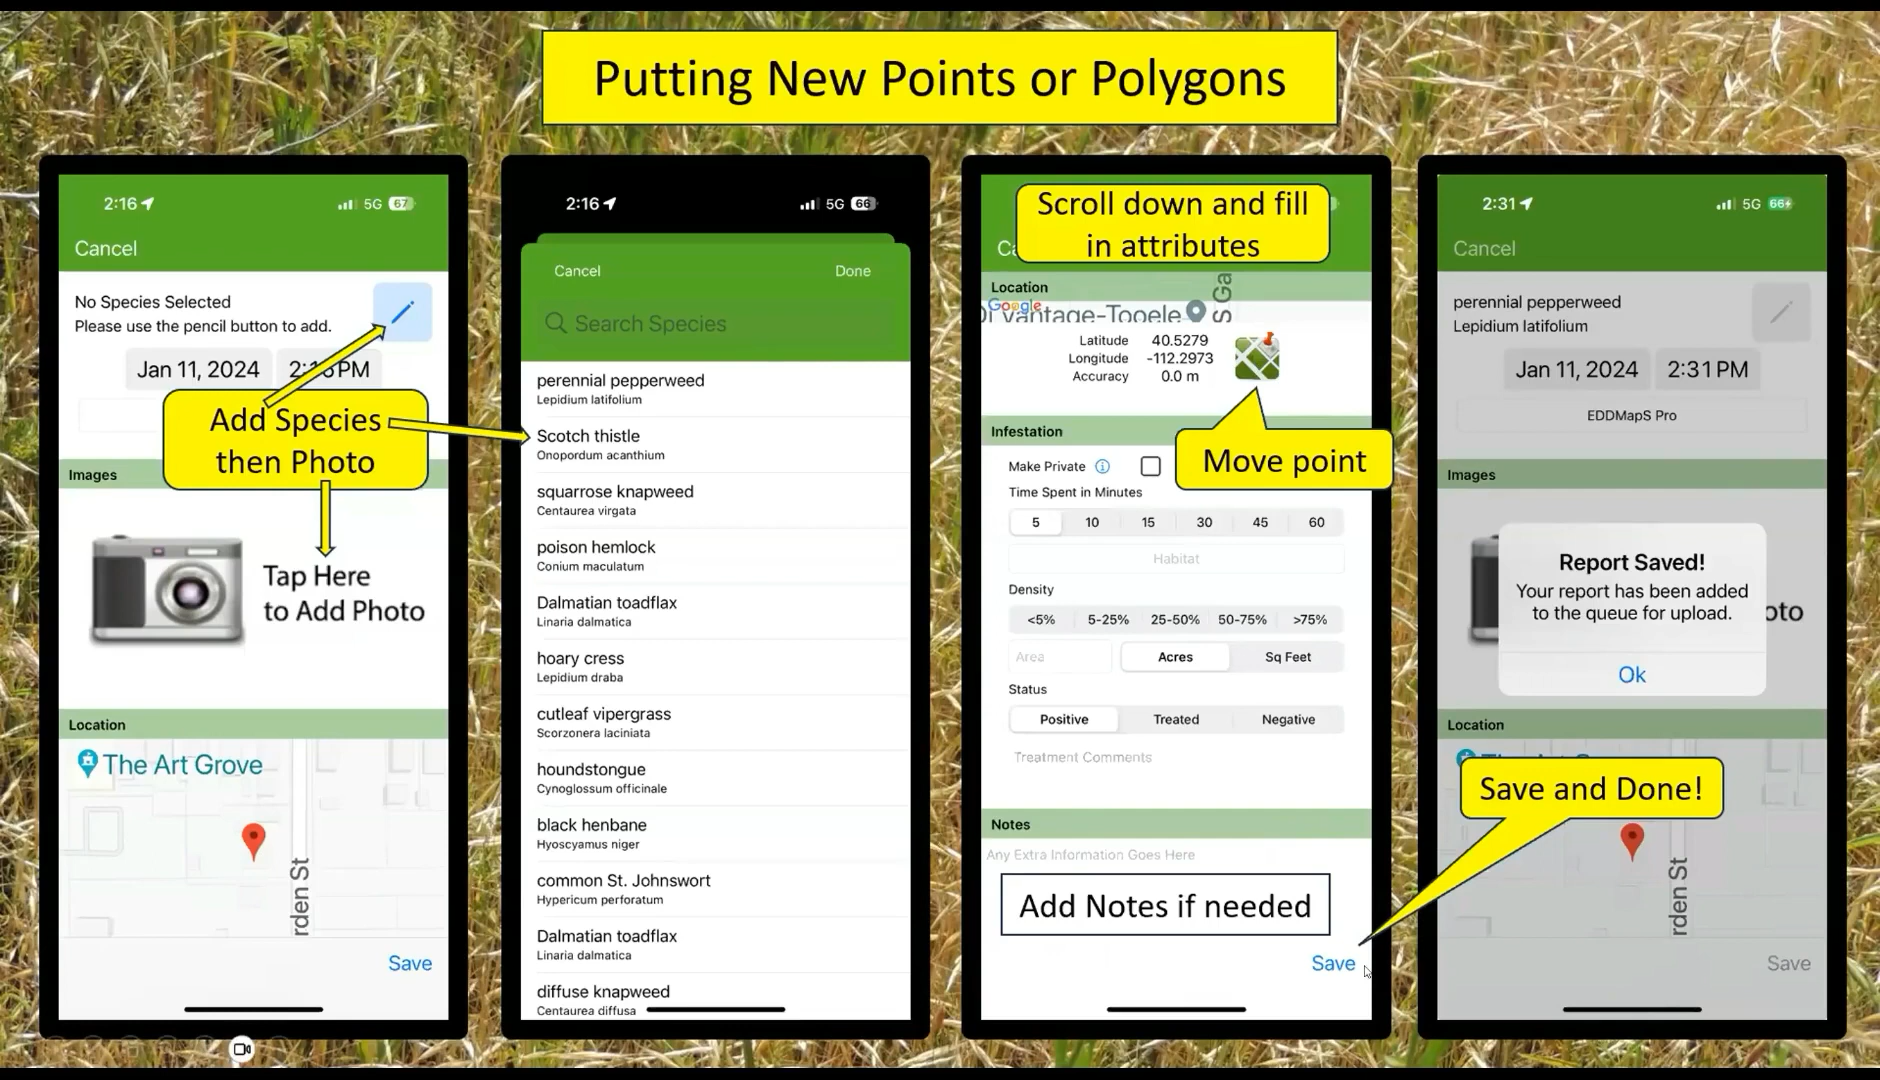 Putting New Points or Polygons
2:16
5G 67
Cancel
No Species Selected
Please use the pencil button to add.
Jan 11, 2024
Add Species
then Photo
Images
Tap Here
to Add Photo
Location
The Art Grove
rden St
Save
2:16
5G 66
Cancel
Done
Search Species
perennial pepperweed
Lepidium latifolium
Scotch thistle
Onopordum acanthium
squarrose knapweed
Centaurea virgata
poison hemlock
Conium maculatum
Dalmatian toadflax
Linaria dalmatica
hoary cress
Lepidium draba
cutleaf vipergrass
Scorzonera laciniata
houndstongue
Cynoglossum officinale
black henbane
Hyoscyamus niger
common St. Johnswort
Hypericum perforatum
Dalmatian toadflax
Linaria dalmatica
diffuse knapweed
Centaurea diffusa
Scroll down and fill
in attributes
Location
Google
vantage-Tooele
S Ga
Latitude 40.5279
Longitude -112.2973
Accuracy 0.0 m
Move point
Infestation
Make Private
Time Spent in Minutes
5 10 15 30 45 60
Habitat
Density
<5% 5-25% 25-50% 50-75% >75%
Area Acres Sq Feet
Status
Positive Treated Negative
Treatment Comments
Notes
Any Extra Information Goes Here
Add Notes if needed
Save
2:31
5G 66
Cancel
perennial pepperweed
Lepidium latifolium
Jan 11, 2024 2:31 PM
EDDMapS Pro
Images
Report Saved!
Your report has been added
to the queue for upload.
oto
Ok
Location
Save and Done!
rden St
Save